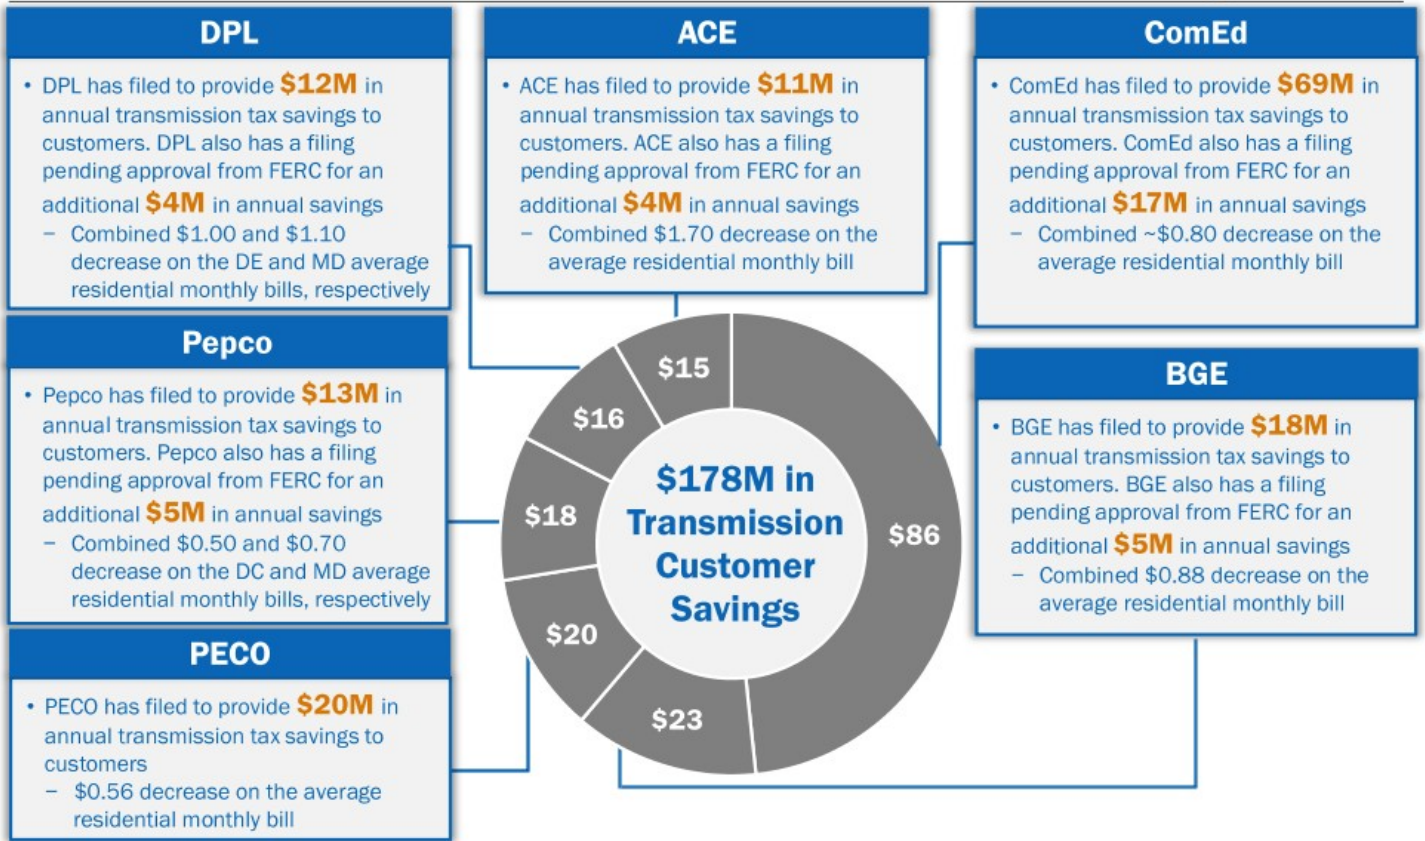 DPL
• DPL has filed to provide $12M in
annual transmission tax savings to
customers. DPL also has a filing
pending approval from FERC for an
additional $4M in annual savings
− Combined $1.00 and $1.10
decrease on the DE and MD average
residential monthly bills, respectively
ACE
• ACE has filed to provide $11M in
annual transmission tax savings to
customers. ACE also has a filing
pending approval from FERC for an
additional $4M in annual savings
− Combined $1.70 decrease on the
average residential monthly bill
ComEd
• ComEd has filed to provide $69M in
annual transmission tax savings to
customers. ComEd also has a filing
pending approval from FERC for an
additional $17M in annual savings
− Combined ~$0.80 decrease on the
average residential monthly bill
Pepco
• Pepco has filed to provide $13M in
annual transmission tax savings to
customers. Pepco also has a filing
pending approval from FERC for an
additional $5M in annual savings
− Combined $0.50 and $0.70
decrease on the DC and MD average
residential monthly bills, respectively
$15
$16
$18
$20
$23
$86
$178M in
Transmission
Customer
Savings
BGE
• BGE has filed to provide $18M in
annual transmission tax savings to
customers. BGE also has a filing
pending approval from FERC for an
additional $5M in annual savings
− Combined $0.88 decrease on the
average residential monthly bill
PECO
• PECO has filed to provide $20M in
annual transmission tax savings to
customers
− $0.56 decrease on the average
residential monthly bill